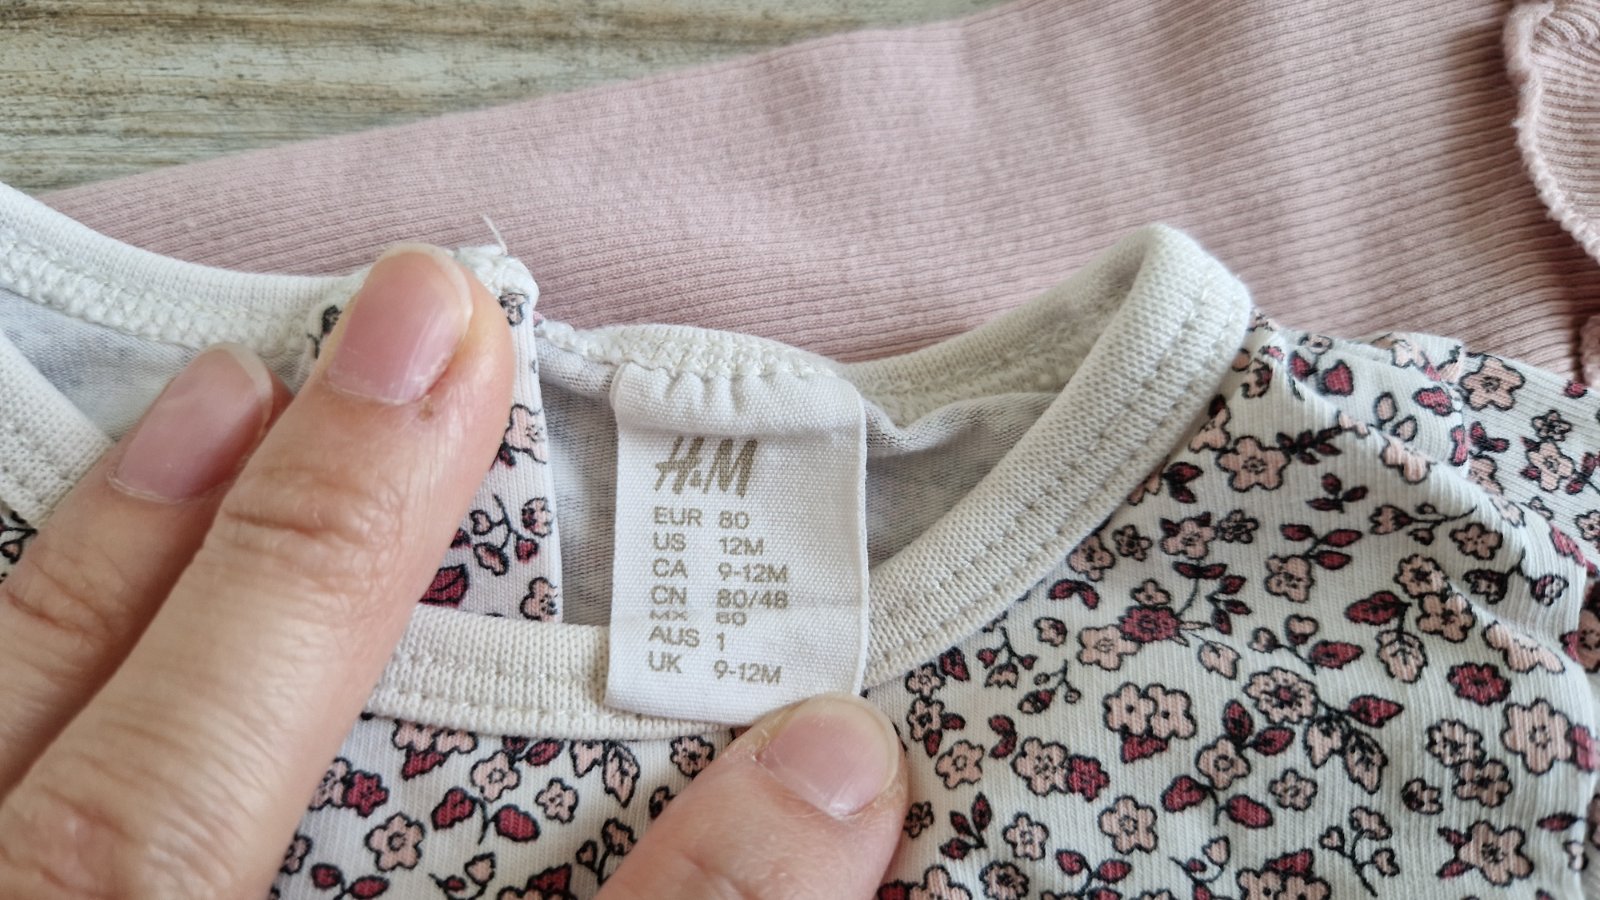 H&M
EUR 80
US 12M
CA 9-12M
CN 80/48
MX 80
AUS 1
UK 9-12M